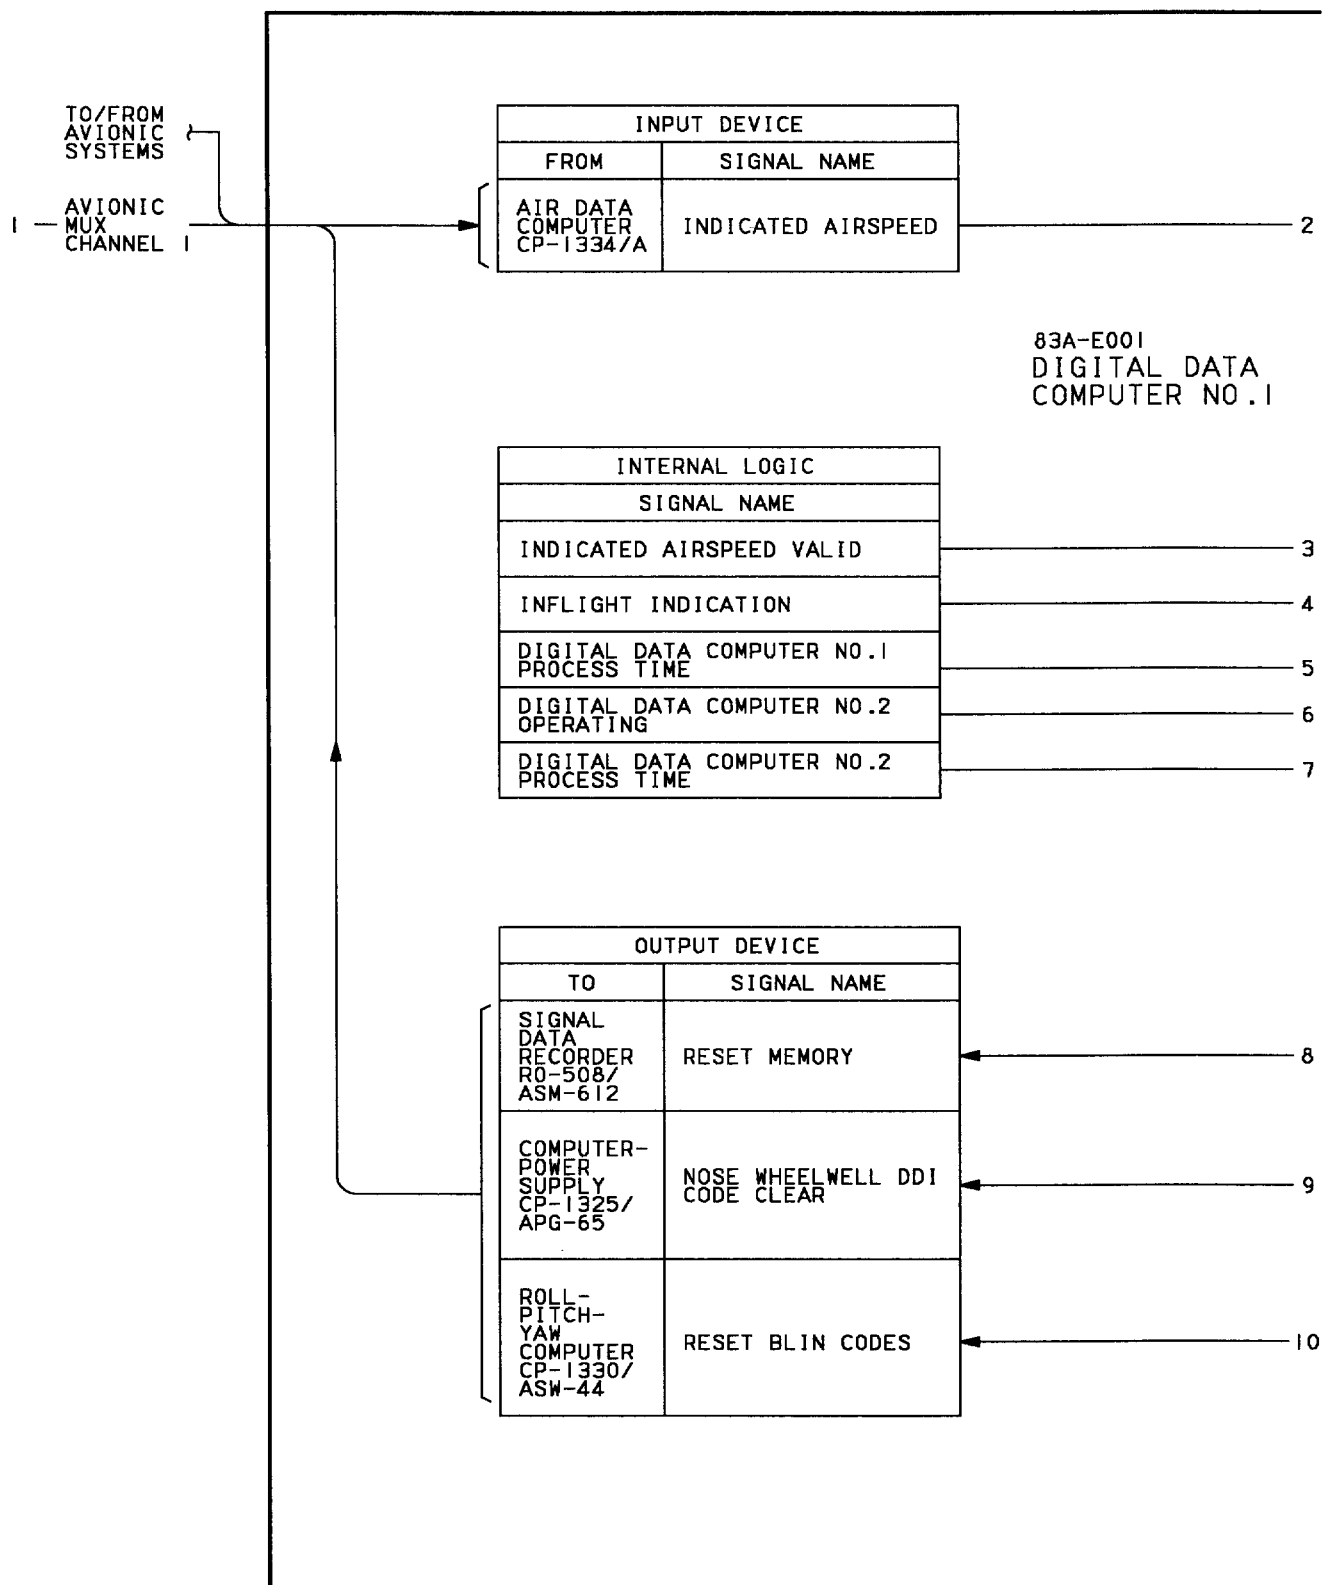 TO/FROM
AVIONIC
SYSTEMS
1
AVIONIC
MUX
CHANNEL 1
INPUT DEVICE
FROM
SIGNAL NAME
AIR DATA
COMPUTER
CP-1334/A
INDICATED AIRSPEED
2
83A-E001
DIGITAL DATA
COMPUTER NO.1
INTERNAL LOGIC
SIGNAL NAME
INDICATED AIRSPEED VALID
3
INFLIGHT INDICATION
4
DIGITAL DATA COMPUTER NO.1
PROCESS TIME
5
DIGITAL DATA COMPUTER NO.2
OPERATING
6
DIGITAL DATA COMPUTER NO.2
PROCESS TIME
7
OUTPUT DEVICE
TO
SIGNAL NAME
SIGNAL
DATA
RECORDER
RO-508/
ASM-612
RESET MEMORY
8
COMPUTER-
POWER
SUPPLY
CP-1325/
APG-65
NOSE WHEELWELL DDI
CODE CLEAR
9
ROLL-
PITCH-
YAW
COMPUTER
CP-1330/
ASW-44
RESET BLIN CODES
10